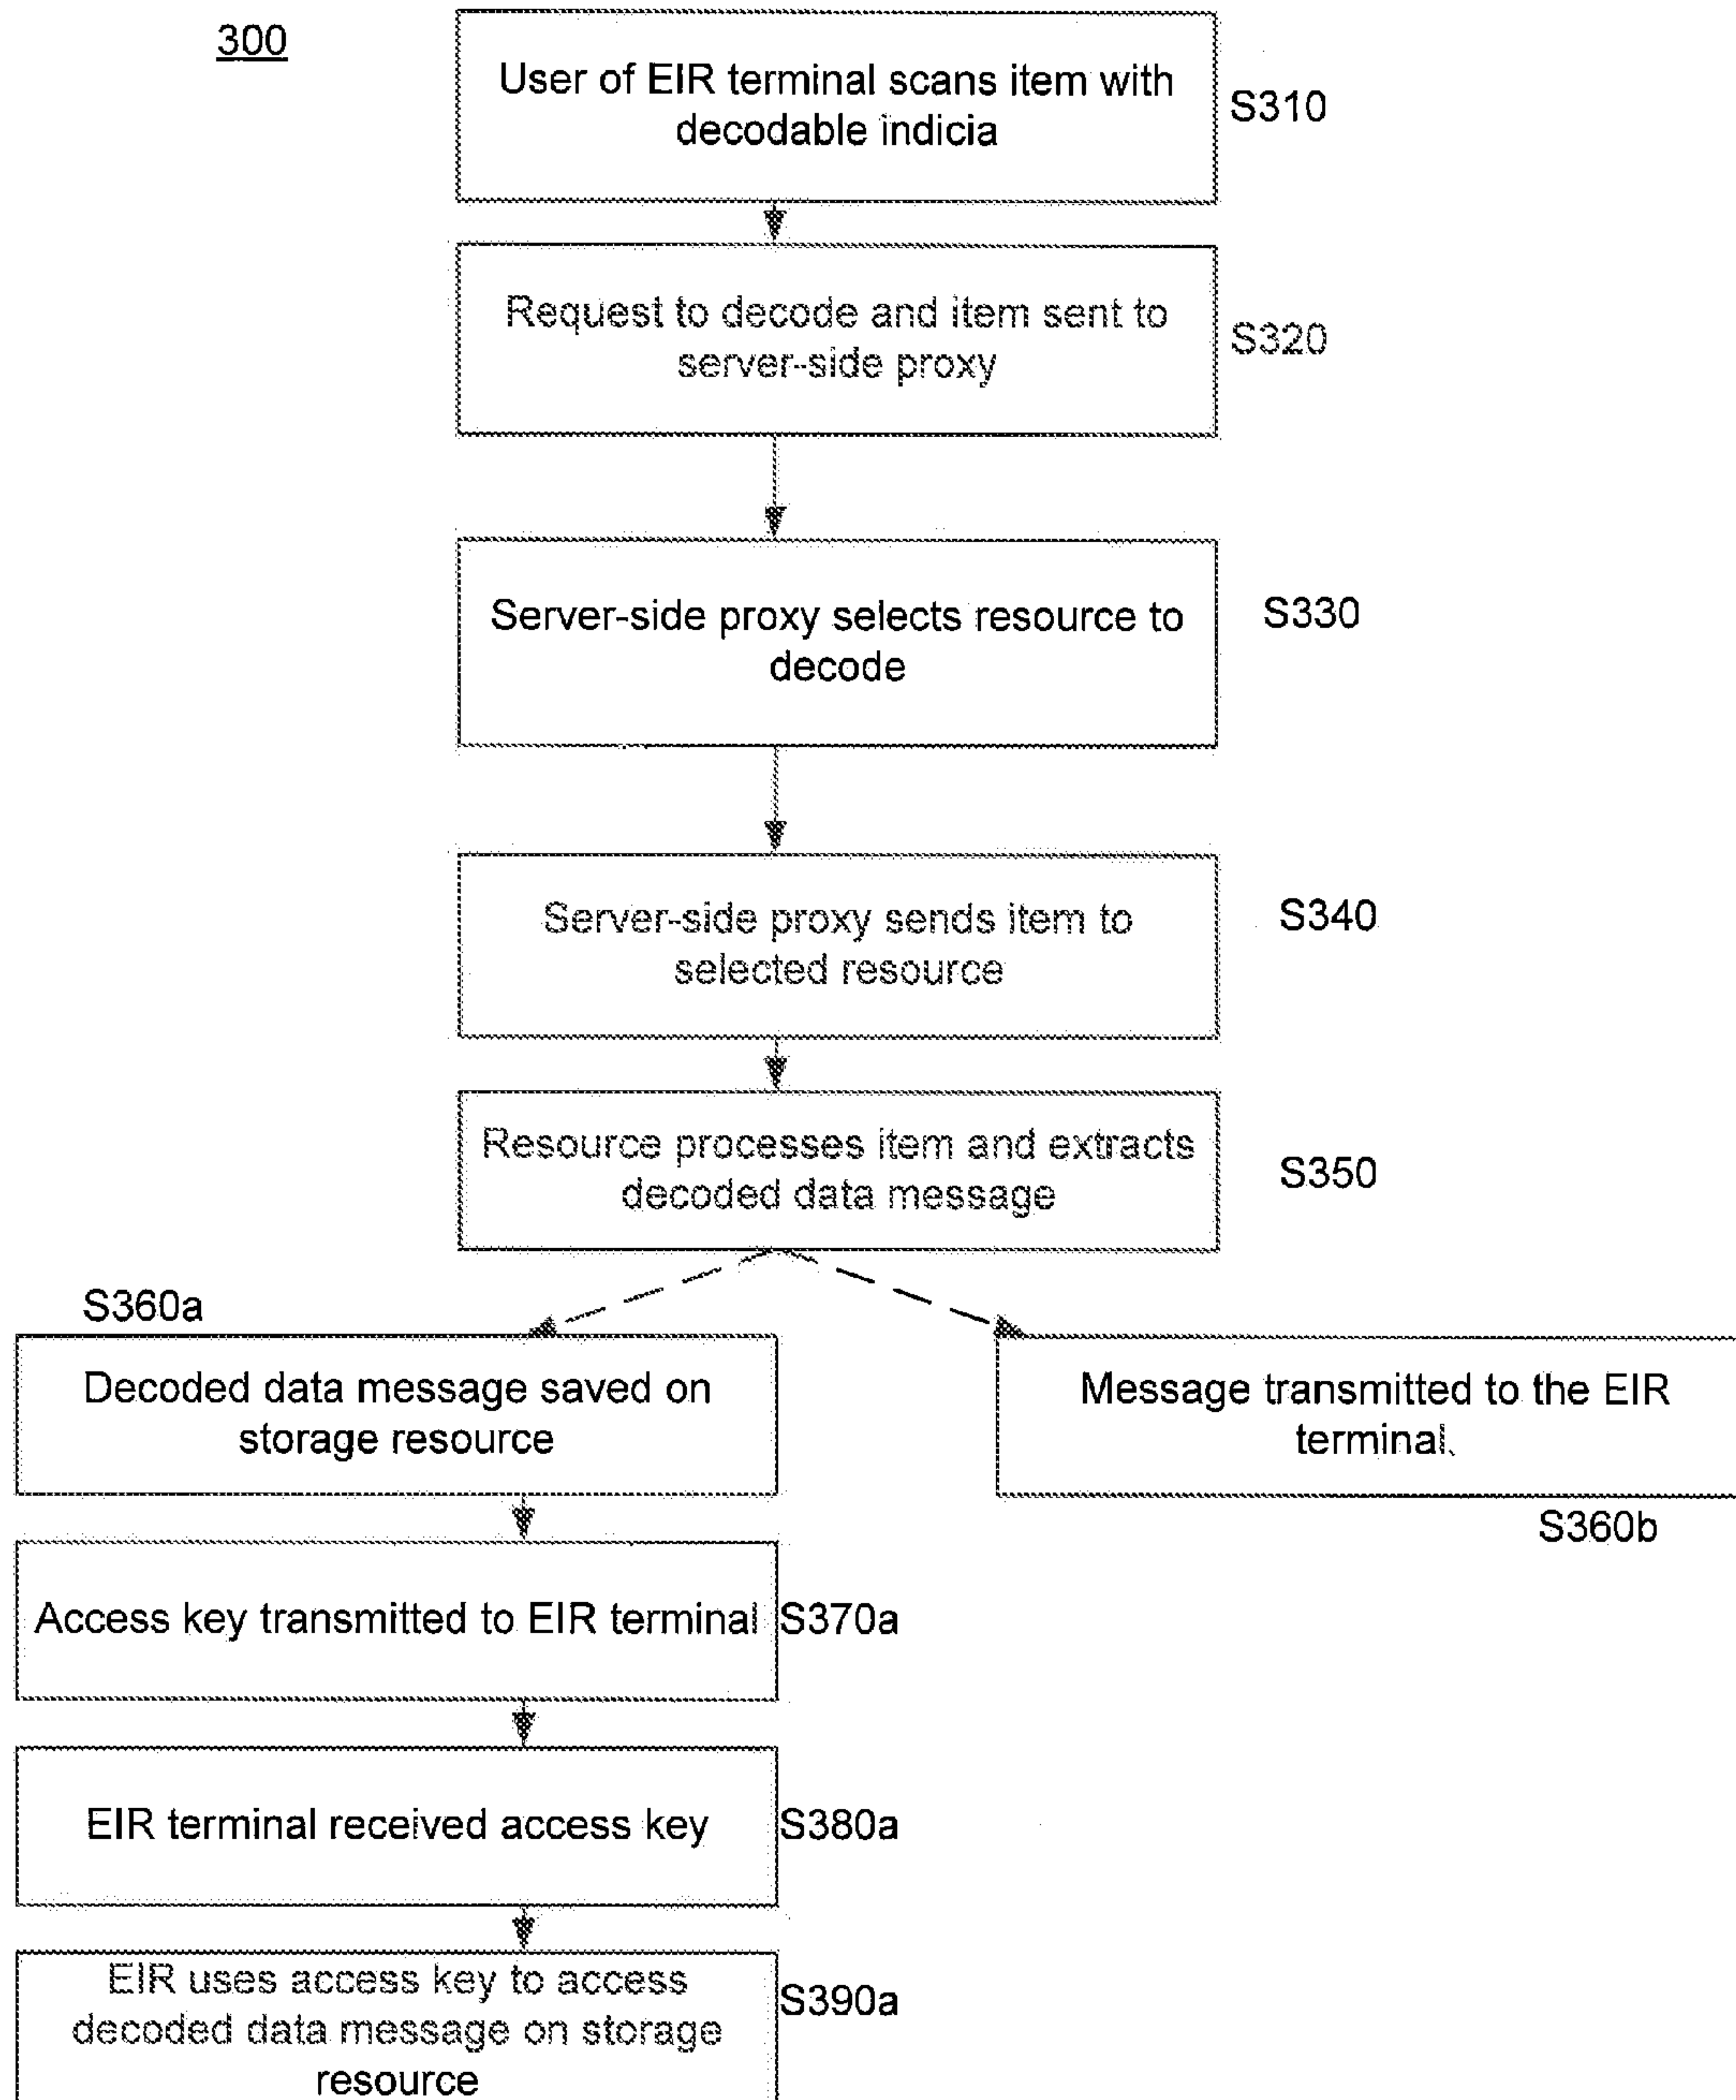 300
User of EIR terminal scans item with
decodable indicia
S310
Request to decode and item sent to
server-side proxy
S320
Server-side proxy selects resource to
decode
S330
Server-side proxy sends item to
selected resource
S340
Resource processes item and extracts
decoded data message
S350
S360a
Decoded data message saved on
storage resource
Message transmitted to the EIR
terminal.
S360b
Access key transmitted to EIR terminal
S370a
EIR terminal received access key
S380a
EIR uses access key to access
decoded data message on storage
resource
S390a